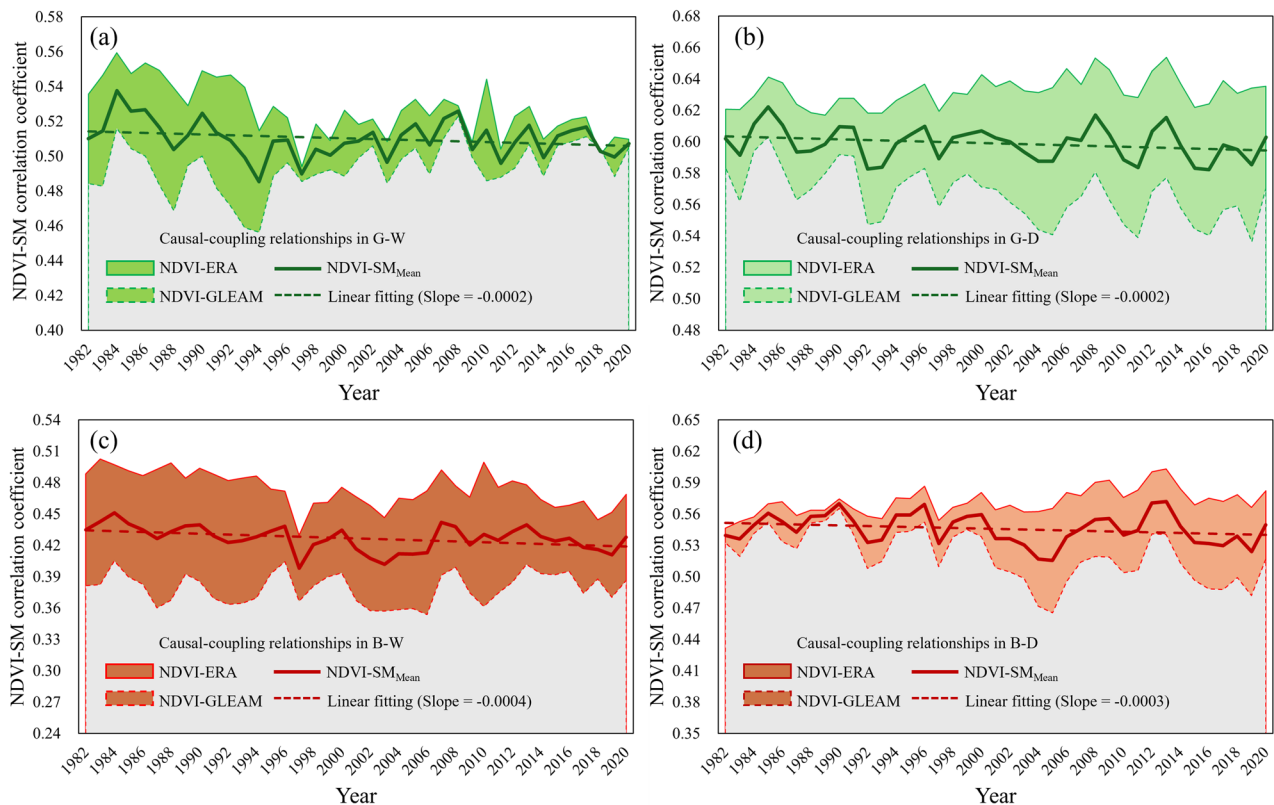 (a)
NDVI-SM correlation coefficient
0.58
0.56
0.54
0.52
0.50
0.48
0.46
0.44
0.42
0.40
Causal-coupling relationships in G-W
NDVI-ERA
NDVI-SMMean
NDVI-GLEAM
Linear fitting (Slope = -0.0002)
1982 1984 1986 1988 1990 1992 1994 1996 1998 2000 2002 2004 2006 2008 2010 2012 2014 2016 2018 2020
Year
(b)
NDVI-SM correlation coefficient
0.68
0.66
0.64
0.62
0.60
0.58
0.56
0.54
0.52
0.50
0.48
Causal-coupling relationships in G-D
NDVI-ERA
NDVI-SMMean
NDVI-GLEAM
Linear fitting (Slope = -0.0002)
1982 1984 1986 1988 1990 1992 1994 1996 1998 2000 2002 2004 2006 2008 2010 2012 2014 2016 2018 2020
Year
(c)
NDVI-SM correlation coefficient
0.54
0.51
0.48
0.45
0.42
0.39
0.36
0.33
0.30
0.27
0.24
Causal-coupling relationships in B-W
NDVI-ERA
NDVI-SMMean
NDVI-GLEAM
Linear fitting (Slope = -0.0004)
1982 1984 1986 1988 1990 1992 1994 1996 1998 2000 2002 2004 2006 2008 2010 2012 2014 2016 2018 2020
Year
(d)
NDVI-SM correlation coefficient
0.65
0.62
0.59
0.56
0.53
0.50
0.47
0.44
0.41
0.38
0.35
Causal-coupling relationships in B-D
NDVI-ERA
NDVI-SMMean
NDVI-GLEAM
Linear fitting (Slope = -0.0003)
1982 1984 1986 1988 1990 1992 1994 1996 1998 2000 2002 2004 2006 2008 2010 2012 2014 2016 2018 2020
Year